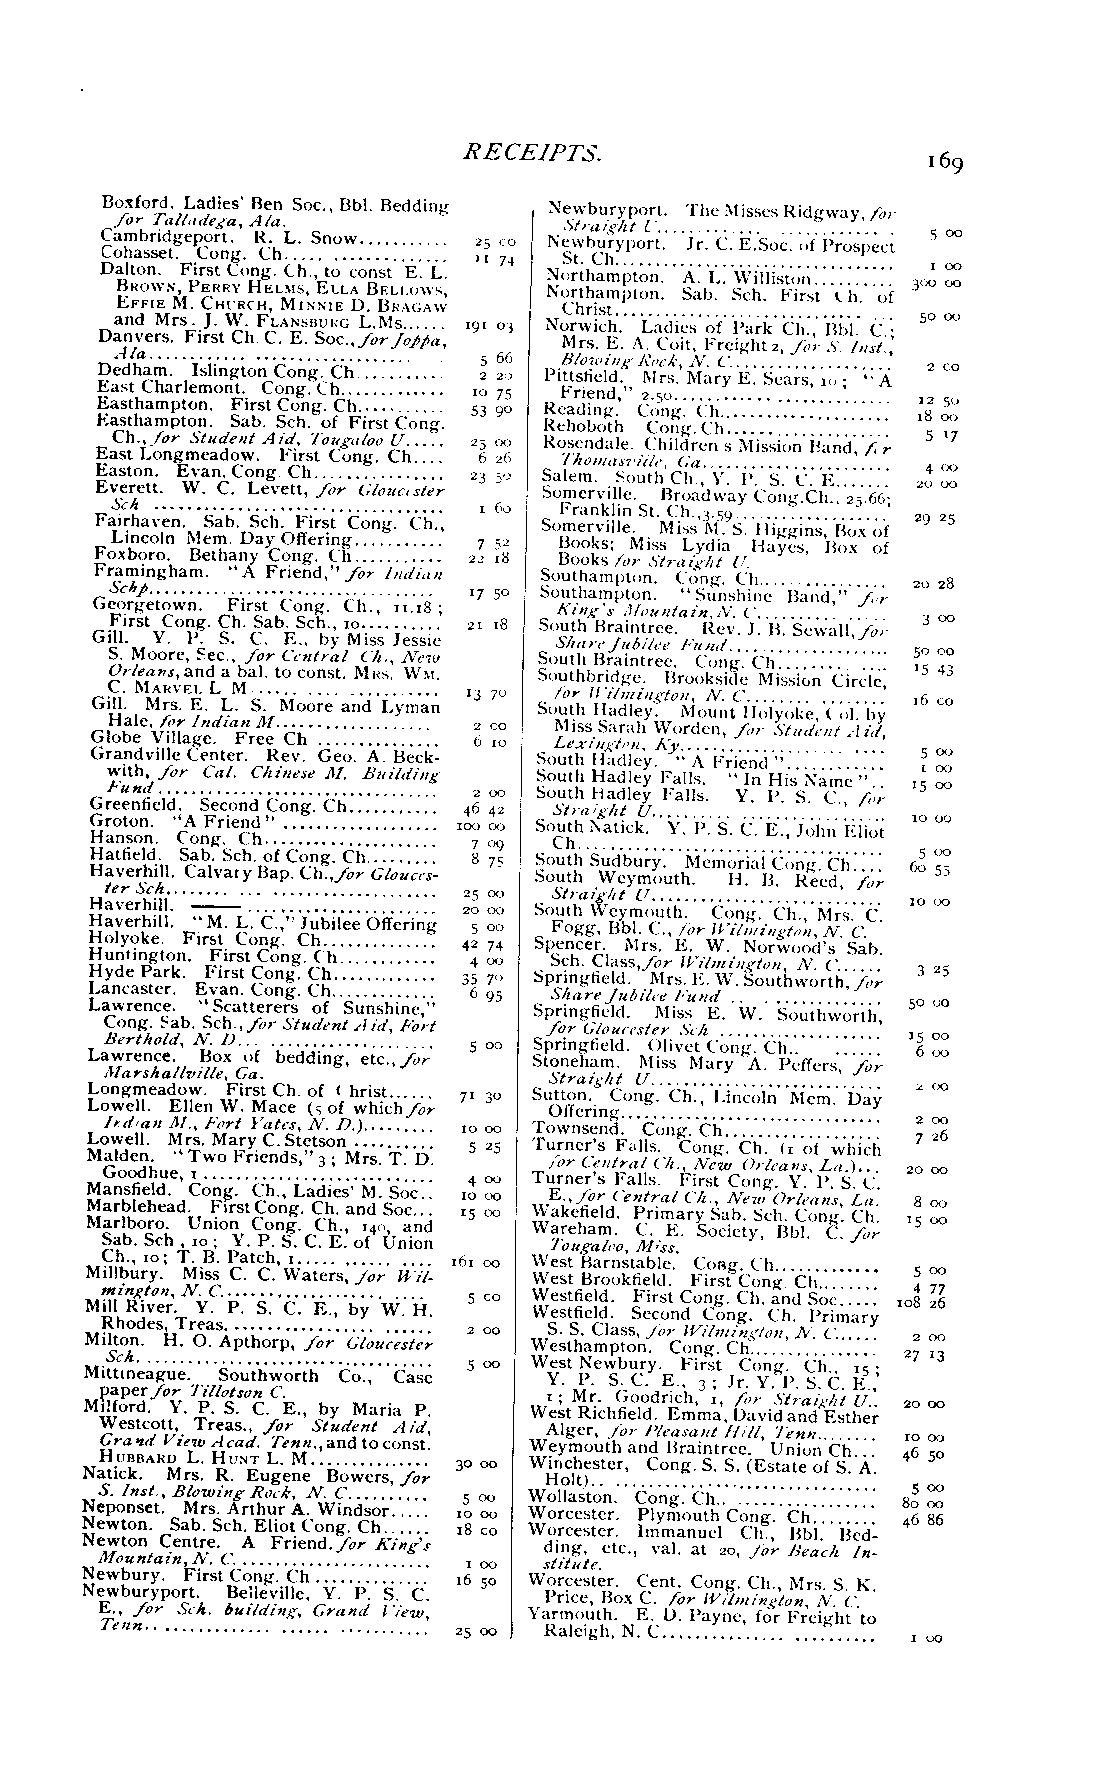 RECEIPTS.
169
Boxford. Ladies' Ben Soc., Bbl. Bedding
for Talladega, Ala.
Cambridgeport. R. L. Snow........... 25 00
Cohasset. Cong. Ch..................... 11 74
Dalton. First Cong. Ch., to const E. L.
BROWN, PERRY HELMS, ELLA BELLOWS,
EFFIE M. CHURCH, MINNIE D. BRAGAW
and Mrs. J. W. FLANSBURG L.Ms...... 191 03
Danvers. First Ch C. E. Soc., for Joppa,
Ala................................... 5 66
Dedham. Islington Cong. Ch........... 2 20
East Charlemont. Cong. Ch............. 10 75
Easthampton. First Cong. Ch........... 53 90
Easthampton. Sab. Sch. of First Cong.
Ch., for Student Aid, Tougaloo U..... 25 00
East Longmeadow. First Cong. Ch.... 6 26
Easton. Evan. Cong. Ch................ 23 50
Everett. W. C. Levett, for Gloucester
Sch .................................... 1 60
Fairhaven. Sab. Sch. First Cong. Ch.,
Lincoln Mem. Day Offering........... 7 52
Foxboro. Bethany Cong. Ch........... 22 18
Framingham. "A Friend," for Indian
Schp.................................... 17 50
Georgetown. First Cong. Ch., 11.18;
First Cong. Ch. Sab. Sch., 10.......... 21 18
Gill. Y. P. S. C. E., by Miss Jessie
S. Moore, Sec., for Central Ch., New
Orleans, and a bal. to const. MRS. WM.
C. MARVEL L M....................... 13 70
Gill. Mrs. E. L. S. Moore and Lyman
Hale, for Indian M................... 2 00
Globe Village. Free Ch ............... 6 10
Grandville Center. Rev. Geo. A. Beck-
with, for Cal. Chinese M. Building
Fund................................... 2 00
Greenfield. Second Cong. Ch........... 46 42
Groton. "A Friend" ................... 100 00
Hanson. Cong. Ch..................... 7 09
Hatfield. Sab. Sch. of Cong. Ch......... 8 75
Haverhill. Calvary Bap. Ch., for Glouces-
ter Sch................................. 25 00
Haverhill. —— ....................... 20 00
Haverhill. "M. L. C.," Jubilee Offering 5 00
Holyoke. First Cong. Ch.............. 42 74
Huntington. First Cong. Ch............ 4 00
Hyde Park. First Cong. Ch............. 35 70
Lancaster. Evan. Cong. Ch............. 6 95
Lawrence. "Scatterers of Sunshine,"
Cong. Sab. Sch., for Student Aid, Fort
Berthold, N. D........................ 5 00
Lawrence. Box of bedding, etc., for
Marshallville, Ga.
Longmeadow. First Ch. of Christ...... 71 30
Lowell. Ellen W. Mace (5 of which for
Indian M., Fort Yates, N. D.)......... 10 00
Lowell. Mrs. Mary C. Stetson .......... 5 25
Malden. "Two Friends," 3; Mrs. T. D.
Goodhue, 1............................ 4 00
Mansfield. Cong. Ch., Ladies' M. Soc.. 10 00
Marblehead. First Cong. Ch. and Soc... 15 00
Marlboro. Union Cong. Ch., 140, and
Sab. Sch , 10; Y. P. S. C. E. of Union
Ch., 10; T. B. Patch, 1................ 161 00
Millbury. Miss C. C. Waters, for Wil-
mington, N. C......................... 5 00
Mill River. Y. P. S. C. E., by W. H.
Rhodes, Treas......................... 2 00
Milton. H. O. Apthorp, for Gloucester
Sch..................................... 5 00
Mittineague. Southworth Co., Case
paper for Tillotson C.
Milford. Y. P. S. C. E., by Maria P.
Westcott, Treas., for Student Aid,
Grand View Acad. Tenn., and to const.
HUBBARD L. HUNT L. M............... 30 00
Natick. Mrs. R. Eugene Bowers, for
S. Inst., Blowing Rock, N. C.......... 5 00
Neponset. Mrs. Arthur A. Windsor..... 10 00
Newton. Sab. Sch. Eliot Cong. Ch...... 18 00
Newton Centre. A Friend. for King's
Mountain, N. C........................ 1 00
Newbury. First Cong. Ch .............. 16 50
Newburyport. Belleville, Y. P. S. C.
E., for Sch. building, Grand View,
Tenn................................... 25 00
Newburyport. The Misses Ridgway, for
Straight U............................. 5 00
Newburyport. Jr. C. E. Soc. of Prospect
St. Ch.................................. 1 00
Northampton. A. L. Williston.......... 300 00
Northampton. Sab. Sch. First Ch. of
Christ.................................. 50 00
Norwich. Ladies of Park Ch., Bbl. C.;
Mrs. E. A. Coit, Freight 2, for S. Inst.,
Blowing Rock, N. C................... 2 00
Pittsfield. Mrs. Mary E. Sears, 10; "A
Friend," 2.50........................... 12 50
Reading. Cong. Ch..................... 18 00
Rehoboth Cong. Ch.................... 5 17
Rosendale. Children s Mission Band, for
Thomasville, Ga....................... 4 00
Salem. South Ch., Y. P. S. C. E....... 20 00
Somerville. Broadway Cong. Ch., 25.66;
Franklin St. Ch., 3.59................... 29 25
Somerville. Miss M. S. Higgins, Box of
Books; Miss Lydia Hayes, Box of
Books for Straight U.
Southampton. Cong. Ch............... 20 28
Southampton. "Sunshine Band," for
King's Mountain, N. C................ 3 00
South Braintree. Rev. J. B. Sewall, for
Share Jubilee Fund................... 50 00
South Braintree. Cong. Ch............. 15 43
Southbridge. Brookside Mission Circle,
for Wilmington, N. C................. 16 00
South Hadley. Mount Holyoke, Col. by
Miss Sarah Worden, for Student Aid,
Lexington, Ky......................... 5 00
South Hadley. "A Friend"............ 1 00
South Hadley Falls. "In His Name".. 15 00
South Hadley Falls. Y. P. S. C., for
Straight U............................. 10 00
South Natick. Y. P. S. C. E., John Eliot
Ch...................................... 5 00
South Sudbury. Memorial Cong. Ch.... 60 55
South Weymouth. H. B. Reed, for
Straight U............................. 10 00
South Weymouth. Cong. Ch., Mrs. C.
Fogg, Bbl. C., for Wilmington, N. C.
Spencer. Mrs. E. W. Norwood's Sab.
Sch. Class, for Wilmington, N. C...... 3 25
Springfield. Mrs. E. W. Southworth, for
Share Jubilee Fund .................. 50 00
Springfield. Miss E. W. Southworth,
for Gloucester Sch .................... 15 00
Springfield. Olivet Cong. Ch.. ...... 6 00
Stoneham. Miss Mary A. Peffers, for
Straight U............................. 2 00
Sutton. Cong. Ch., Lincoln Mem. Day
Offering................................ 2 00
Townsend. Cong. Ch................... 7 26
Turner's Falls. Cong. Ch. (1 of which
for Central Ch., New Orleans, La.)... 20 00
Turner's Falls. First Cong. Y. P. S. C.
E., for Central Ch., New Orleans, La. 8 00
Wakefield. Primary Sab. Sch. Cong. Ch. 15 00
Wareham. C. E. Society, Bbl. C. for
Tougaloo, Miss.
West Barnstable. Cong. Ch............. 5 00
West Brookfield. First Cong. Ch........ 4 77
Westfield. First Cong. Ch. and Soc..... 108 26
Westfield. Second Cong. Ch. Primary
S. S. Class, for Wilmington, N. C...... 2 00
Westhampton. Cong. Ch................ 27 13
West Newbury. First Cong. Ch., 15;
Y. P. S. C. E., 3; Jr. Y. P. S. C. E.,
1; Mr. Goodrich, 1, for Straight U.. 20 00
West Richfield. Emma, David and Esther
Alger, for Pleasant Hill, Tenn........ 10 00
Weymouth and Braintree. Union Ch... 46 50
Winchester, Cong. S. S. (Estate of S. A.
Holt)................................... 5 00
Wollaston. Cong. Ch.................... 80 00
Worcester. Plymouth Cong. Ch........ 46 86
Worcester. Immanuel Ch., Bbl. Bed-
ding, etc., val. at 20, for Beach In-
stitute.
Worcester. Cent. Cong. Ch., Mrs. S. K.
Price, Box C. for Wilmington, N. C.
Yarmouth. E. D. Payne, for Freight to
Raleigh, N. C.......................... 1 00